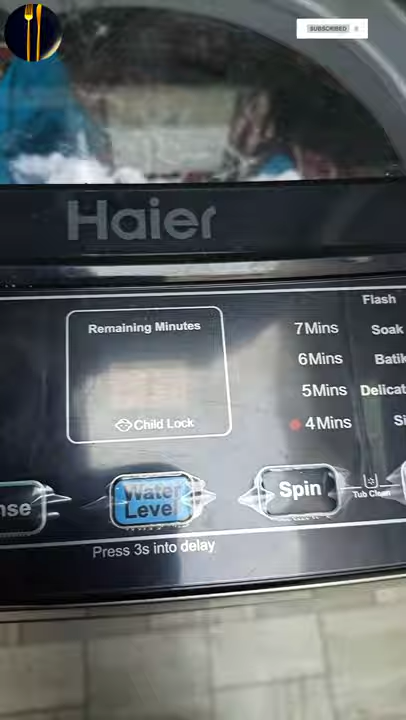 SUBSCRIBED
Haier
Flash
Remaining Minutes
7Mins
Soak
6Mins
Batik
5Mins
Delicat
Child Lock
4Mins
Si
nse
Water
Level
Spin
Tub Clean
Press 3s into delay